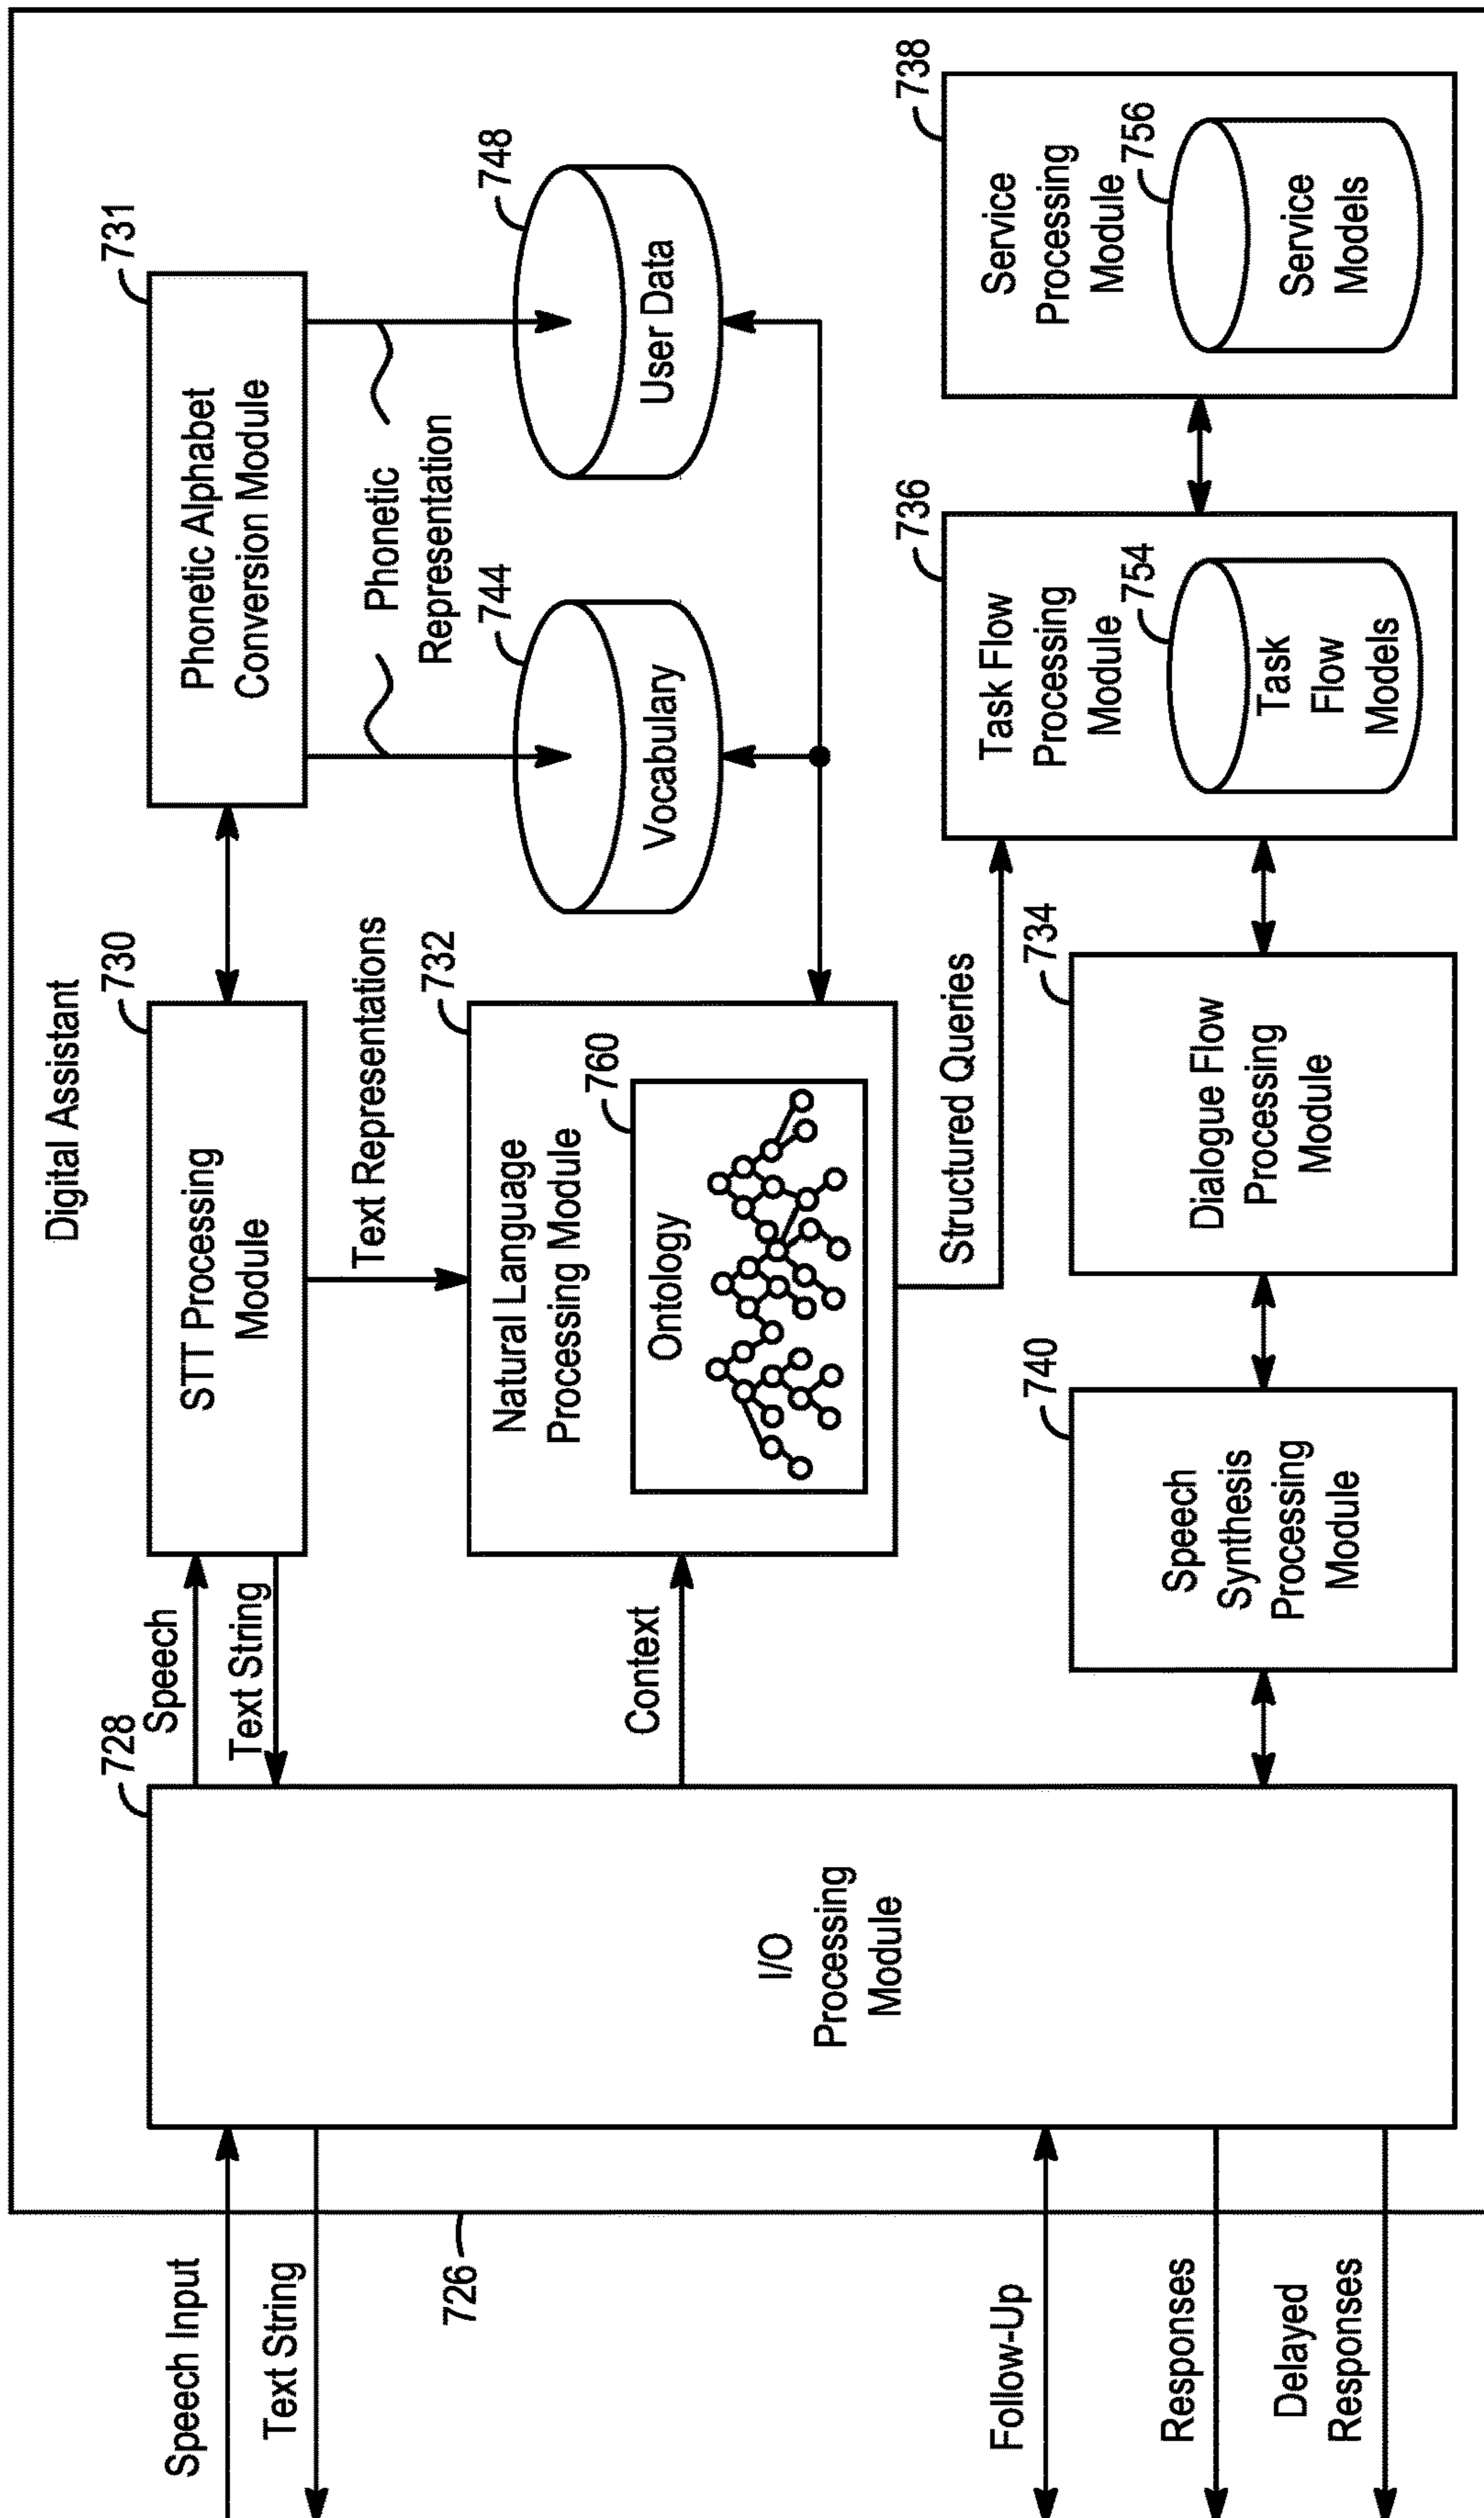 Digital Assistant
Speech Input
Text String
726
728
I/O
Processing
Module
Speech
Text String
730
STT Processing
Module
731
Phonetic Alphabet
Conversion Module
Text Representations
Phonetic
Representation
744
Vocabulary
748
User Data
Context
732
Natural Language
Processing Module
760
Ontology
Structured Queries
Follow-Up
Responses
Delayed
Responses
740
Speech
Synthesis
Processing
Module
734
Dialogue Flow
Processing
Module
736
Task Flow
Processing
Module
754
Task
Flow
Models
738
Service
Processing
Module
756
Service
Models